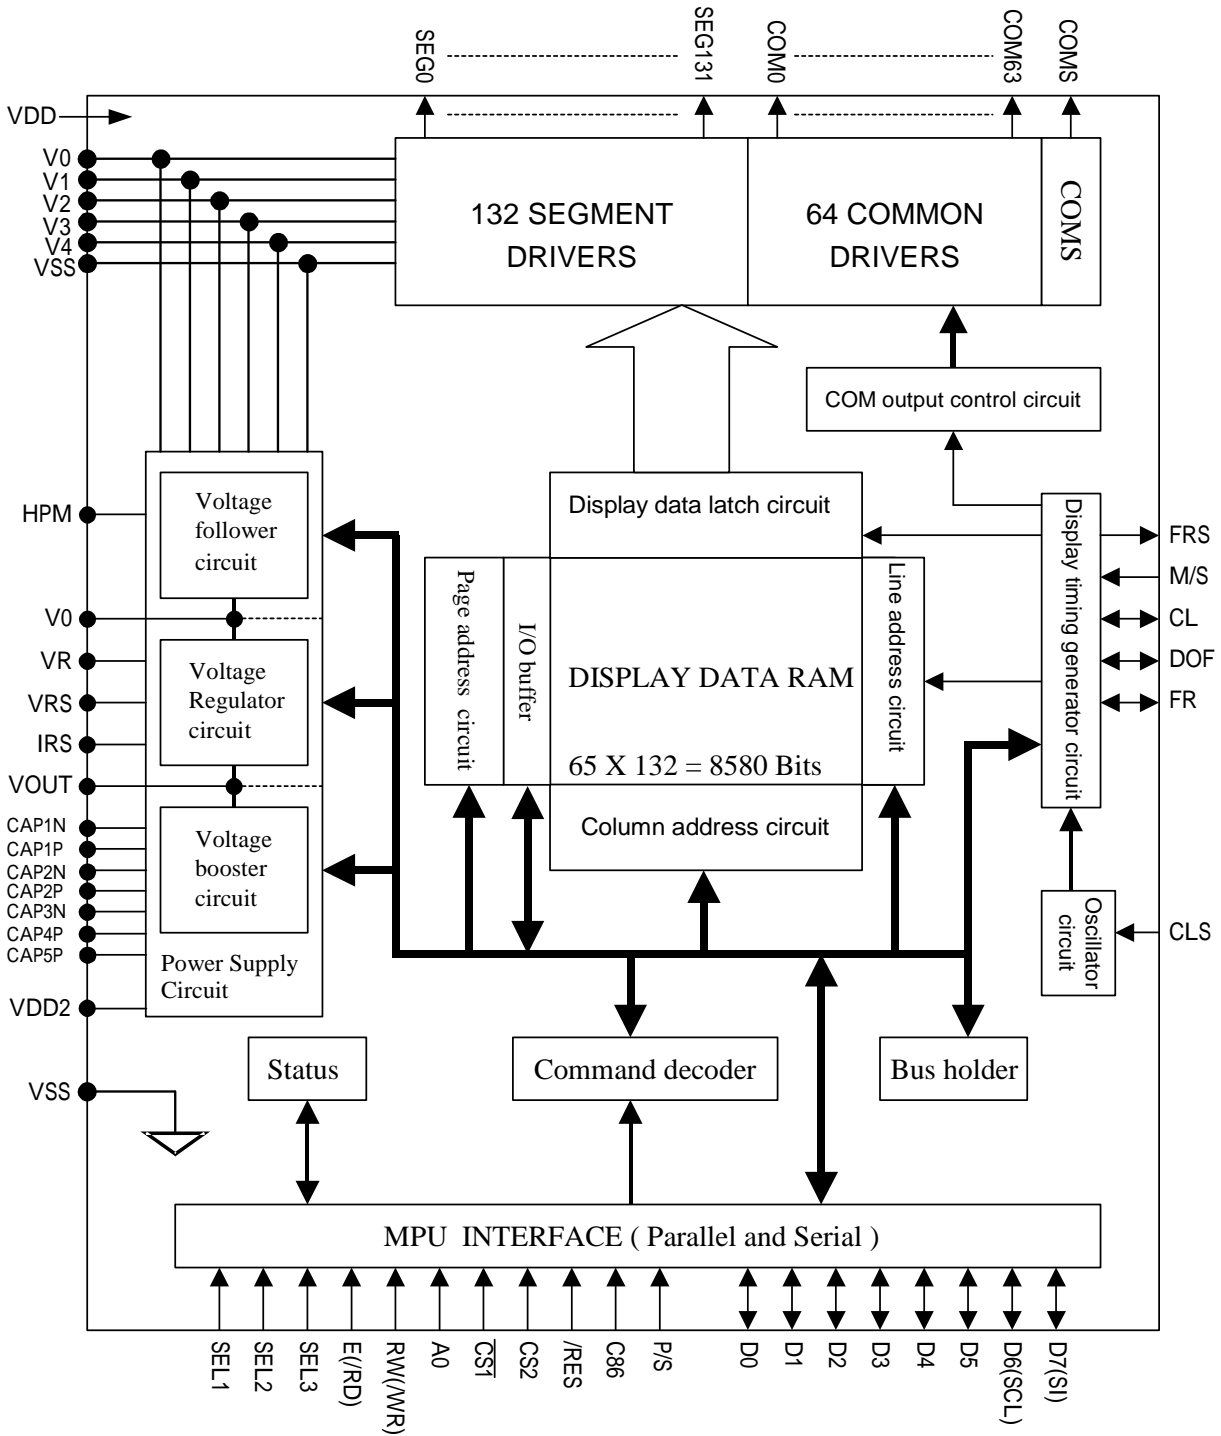 SEG0
SEG131
COM0
COM63
COMS
VDD
V0
V1
V2
V3
V4
VSS
132 SEGMENT
DRIVERS
64 COMMON
DRIVERS
COMS
COM output control circuit
HPM
V0
VR
VRS
IRS
VOUT
CAP1N
CAP1P
CAP2N
CAP2P
CAP3N
CAP4P
CAP5P
VDD2
VSS
Voltage
follower
circuit
Voltage
Regulator
circuit
Voltage
booster
circuit
Power Supply
Circuit
Display data latch circuit
Page address circuit
I/O buffer
DISPLAY DATA RAM
65 X 132 = 8580 Bits
Line address circuit
Column address circuit
Display timing generator circuit
FRS
M/S
CL
DOF
FR
Oscillator
circuit
CLS
Status
Command decoder
Bus holder
MPU INTERFACE ( Parallel and Serial )
SEL1
SEL2
SEL3
E(/RD)
RW(/WR)
A0
CS1
CS2
/RES
C86
P/S
D0
D1
D2
D3
D4
D5
D6(SCL)
D7(SI)